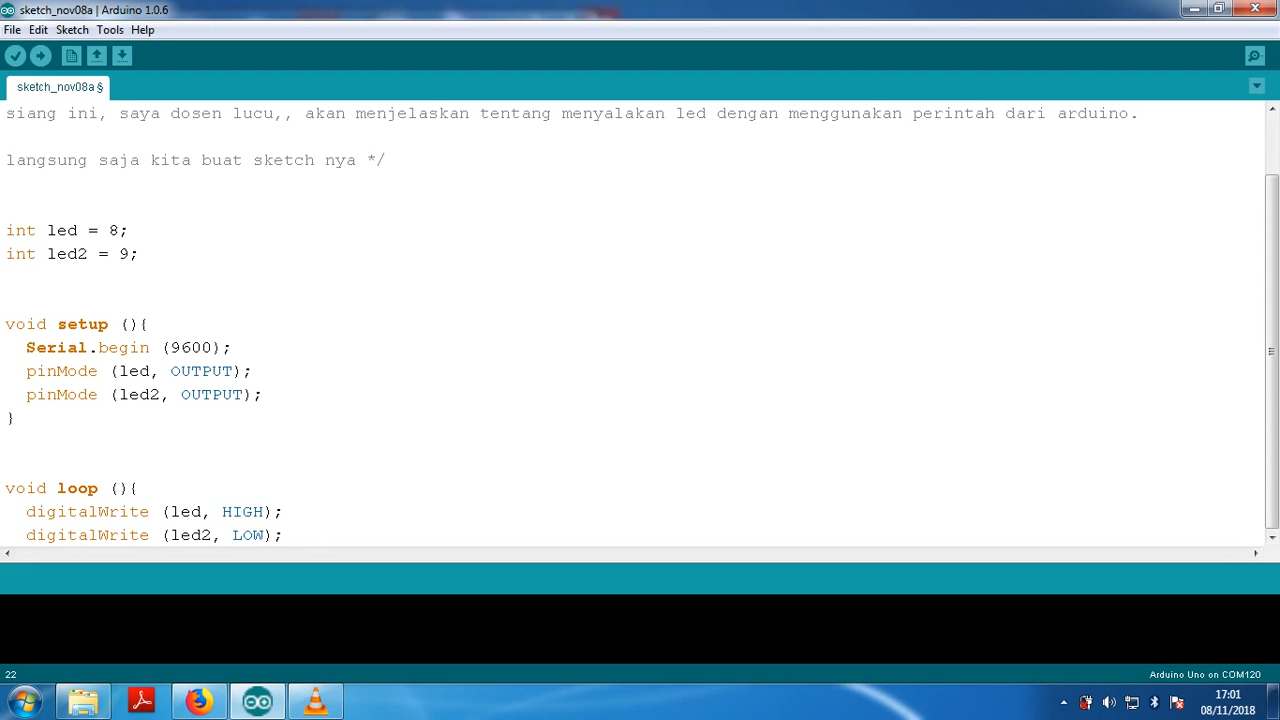 sketch_nov08a | Arduino 1.0.6
File Edit Sketch Tools Help
sketch_nov08a §
siang ini, saya dosen lucu,, akan menjelaskan tentang menyalakan led dengan menggunakan perintah dari arduino.
langsung saja kita buat sketch nya */
int led = 8;
int led2 = 9;
void setup (){
Serial.begin (9600);
pinMode (led, OUTPUT);
pinMode (led2, OUTPUT);
}
void loop (){
digitalWrite (led, HIGH);
digitalWrite (led2, LOW);
22
Arduino Uno on COM120
17:01
08/11/2018